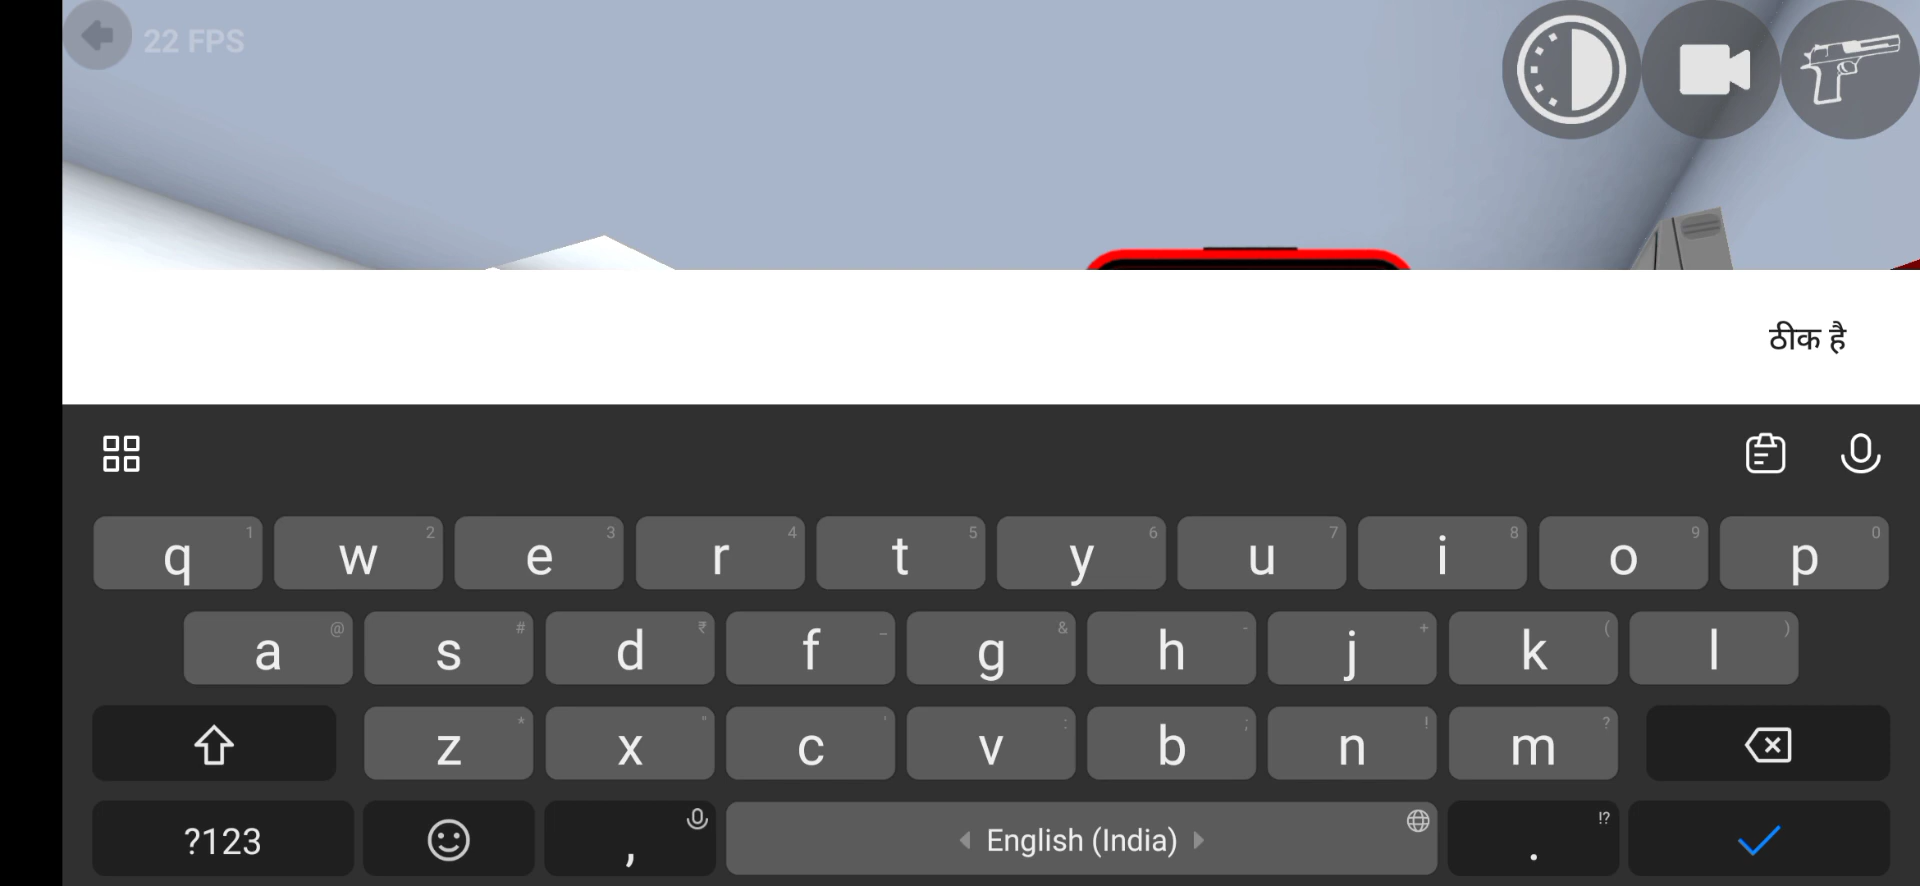 22 FPS
ठीक है
q 1 w 2 e 3 r 4 t 5 y 6 u 7 i 8 o 9 p 0
a @ s # d ₹ f _ g & h - j + k ( l )
z * x " c ' v : b ; n ! m ?
?123 , English (India) . !?